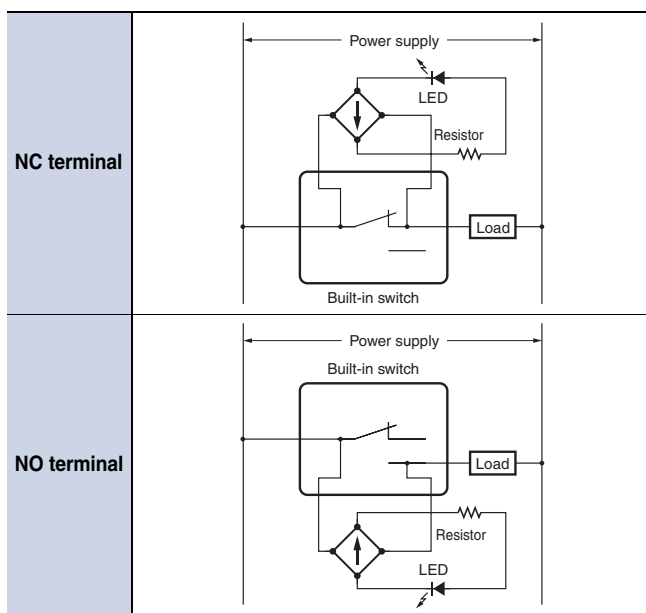 NC terminal
Power supply
LED
Resistor
Load
Built-in switch
NO terminal
Power supply
Built-in switch
Load
Resistor
LED